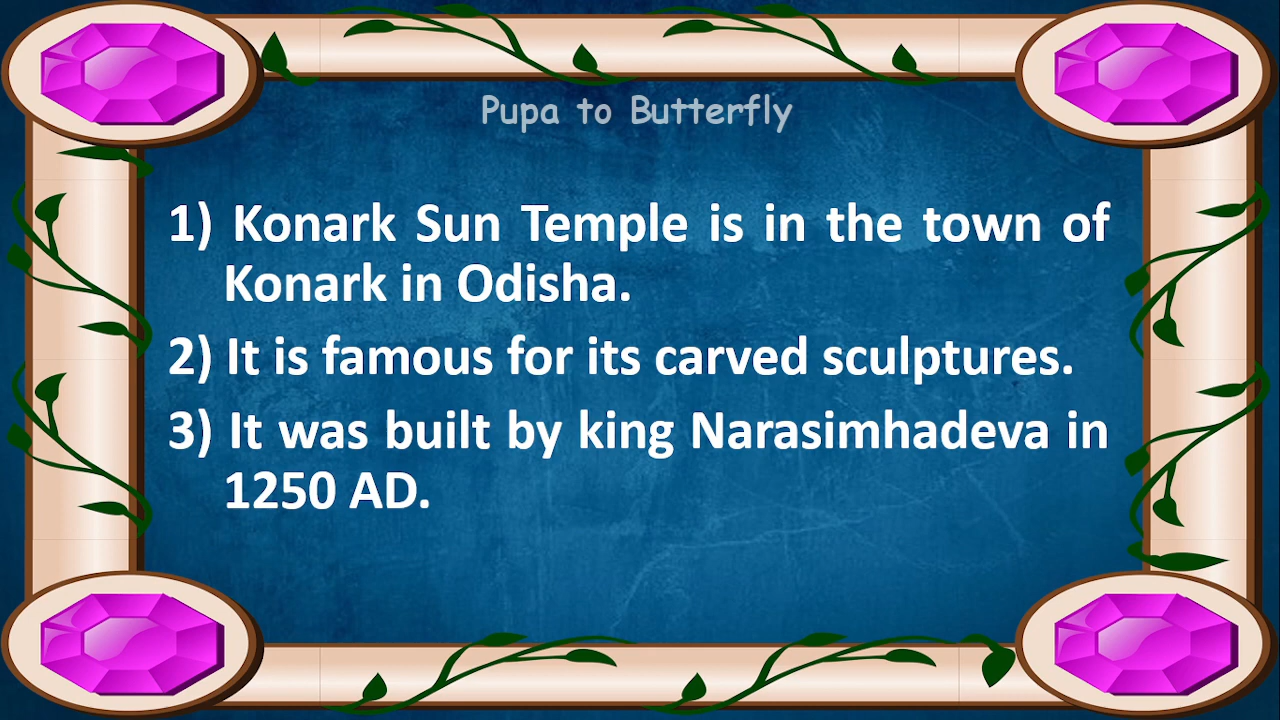 Pupa to Butterfly
1) Konark Sun Temple is in the town of
Konark in Odisha.
2) It is famous for its carved sculptures.
3) It was built by king Narasimhadeva in
1250 AD.